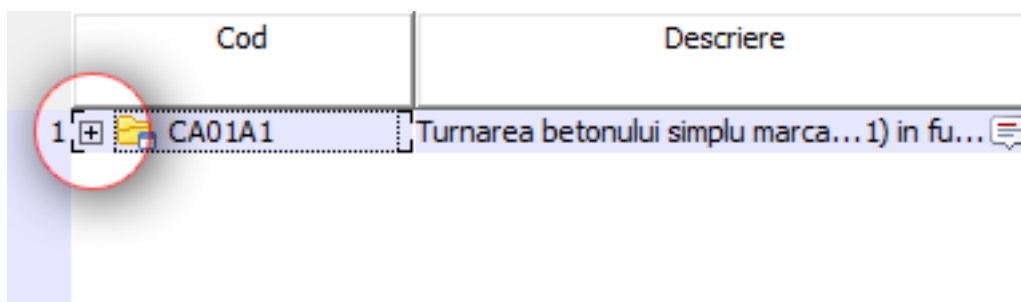 Cod Descriere
1 CA01A1 Turnarea betonului simplu marca...1) in fu...